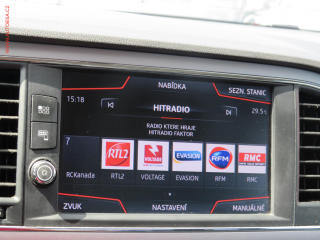 NABÍDKA
15:18
HITRADIO
SEZN. STANIC
29.5
RADIO KTERE HRAJE
HITRADIO FAKTOR
7
RTL2
VOLTAGE
EVASION
RFM
RMC
RCKanada
RTL2
VOLTAGE
EVASION
RFM
RMC
ZVUK
NASTAVENÍ
MANUÁLNĚ